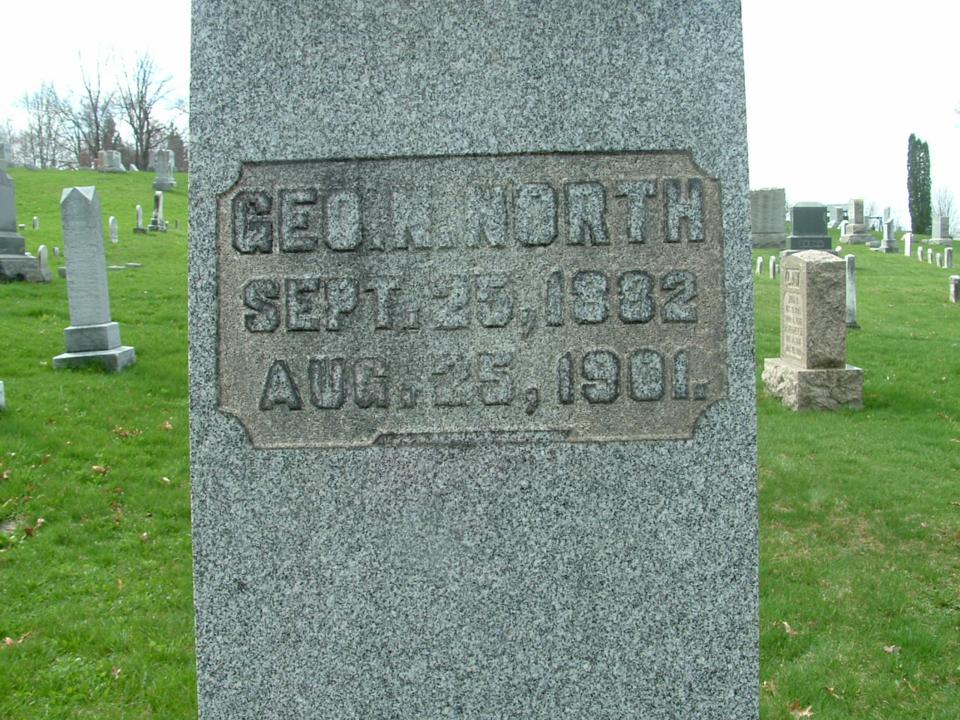 GEO. N. NORTH
SEPT. 25, 1882
AUG. 25, 1901.